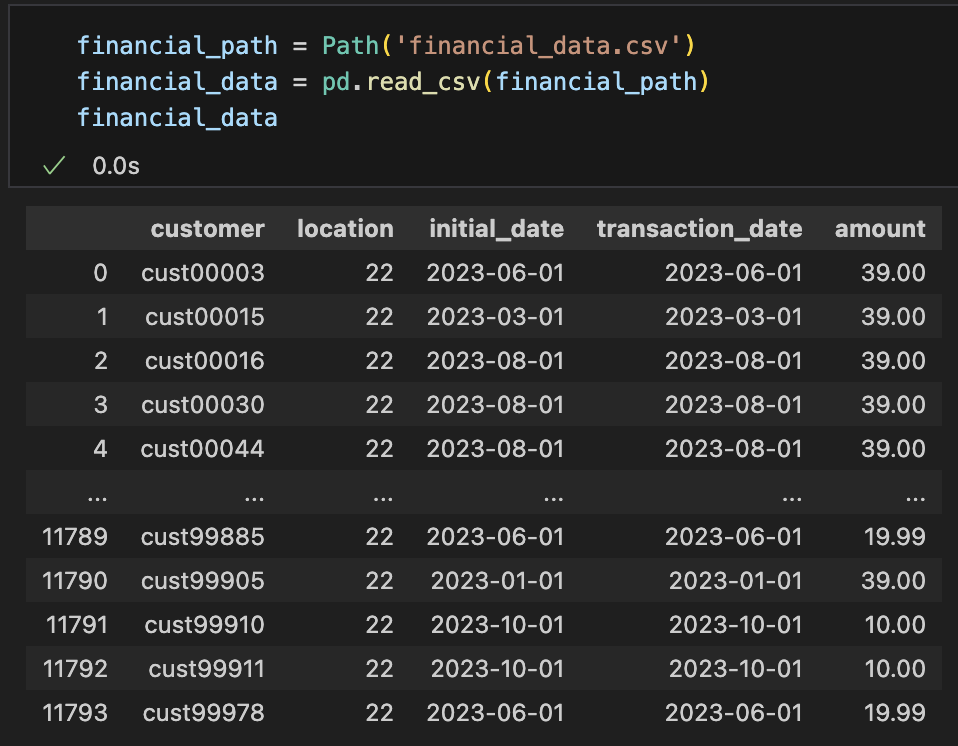 financial_path = Path('financial_data.csv')
financial_data = pd.read_csv(financial_path)
financial_data
✓ 0.0s
customer location initial_date transaction_date amount
0 cust00003 22 2023-06-01 2023-06-01 39.00
1 cust00015 22 2023-03-01 2023-03-01 39.00
2 cust00016 22 2023-08-01 2023-08-01 39.00
3 cust00030 22 2023-08-01 2023-08-01 39.00
4 cust00044 22 2023-08-01 2023-08-01 39.00
... ... ... ... ... ...
11789 cust99885 22 2023-06-01 2023-06-01 19.99
11790 cust99905 22 2023-01-01 2023-01-01 39.00
11791 cust99910 22 2023-10-01 2023-10-01 10.00
11792 cust99911 22 2023-10-01 2023-10-01 10.00
11793 cust99978 22 2023-06-01 2023-06-01 19.99